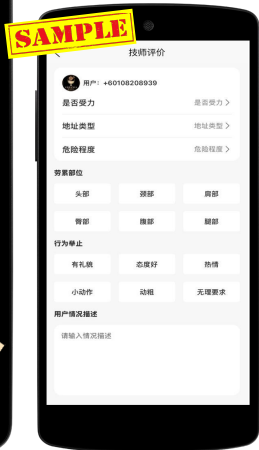 SAMPLE
技师评价
用户：+60108208939
是否受力 是否受力 >
地址类型 地址类型 >
危险程度 危险程度 >
劳累部位
头部 颈部 肩部
臀部 腹部 腿部
行为举止
有礼貌 态度好 热情
小动作 动粗 无理要求
用户情况描述
请输入情况描述